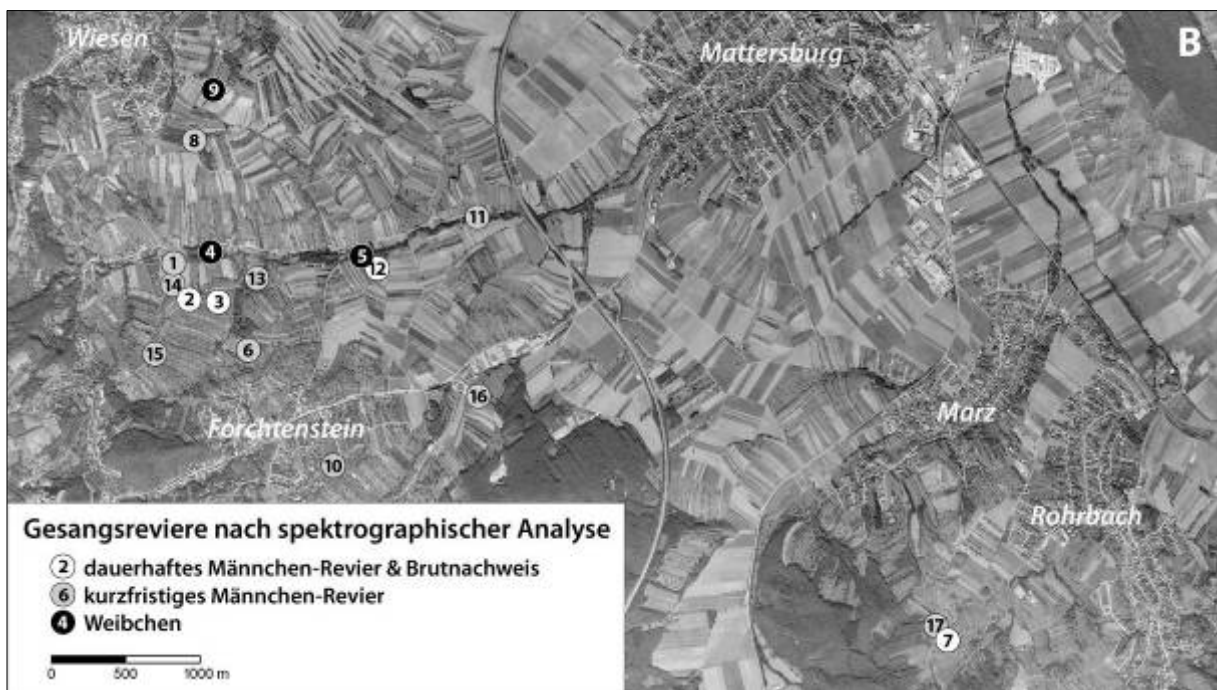 Wiesen
Mattersburg
B
9
8
11
4
5
1
12
13
14
2
3
15
6
16
Forchtenstein
10
Marz
Rohrbach
17
7
Gesangsreviere nach spektrographischer Analyse
2 dauerhaftes Männchen-Revier & Brutnachweis
6 kurzfristiges Männchen-Revier
4 Weibchen
0 500 1000 m